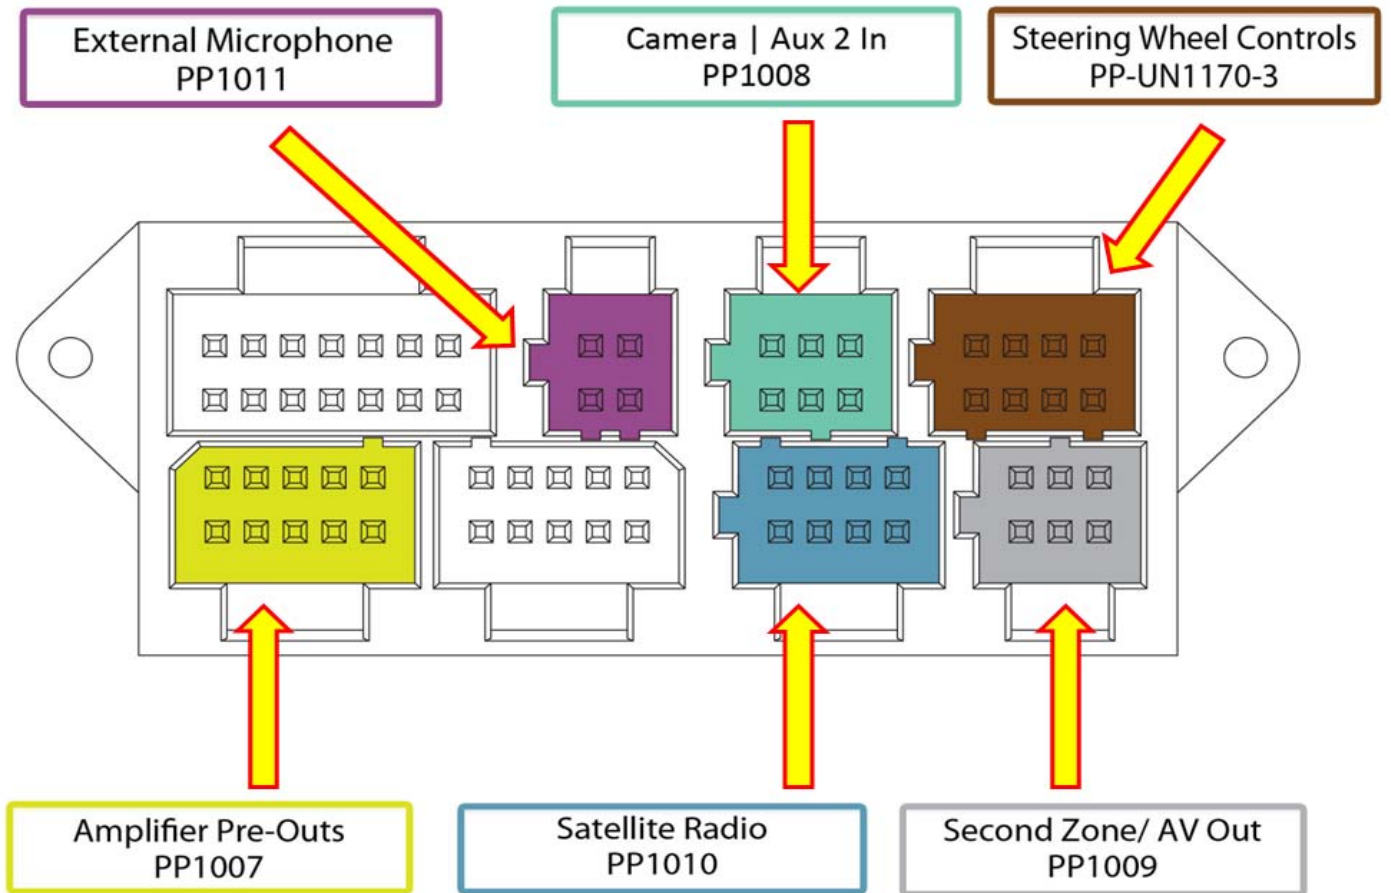 External Microphone
PP1011
Camera | Aux 2 In
PP1008
Steering Wheel Controls
PP-UN1170-3
Amplifier Pre-Outs
PP1007
Satellite Radio
PP1010
Second Zone/ AV Out
PP1009